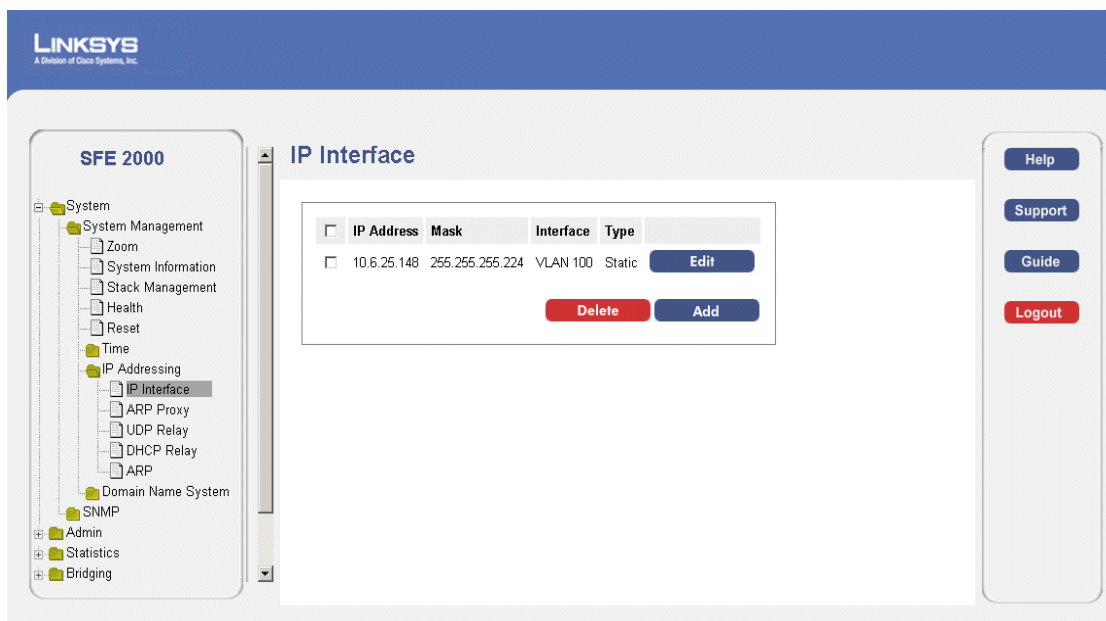 LINKSYS
A Division of Cisco Systems, Inc.
SFE 2000
System
System Management
Zoom
System Information
Stack Management
Health
Reset
Time
IP Addressing
IP Interface
ARP Proxy
UDP Relay
DHCP Relay
ARP
Domain Name System
SNMP
Admin
Statistics
Bridging
IP Interface
IP Address Mask Interface Type
10.6.25.148 255.255.255.224 VLAN 100 Static Edit
Delete Add
Help
Support
Guide
Logout